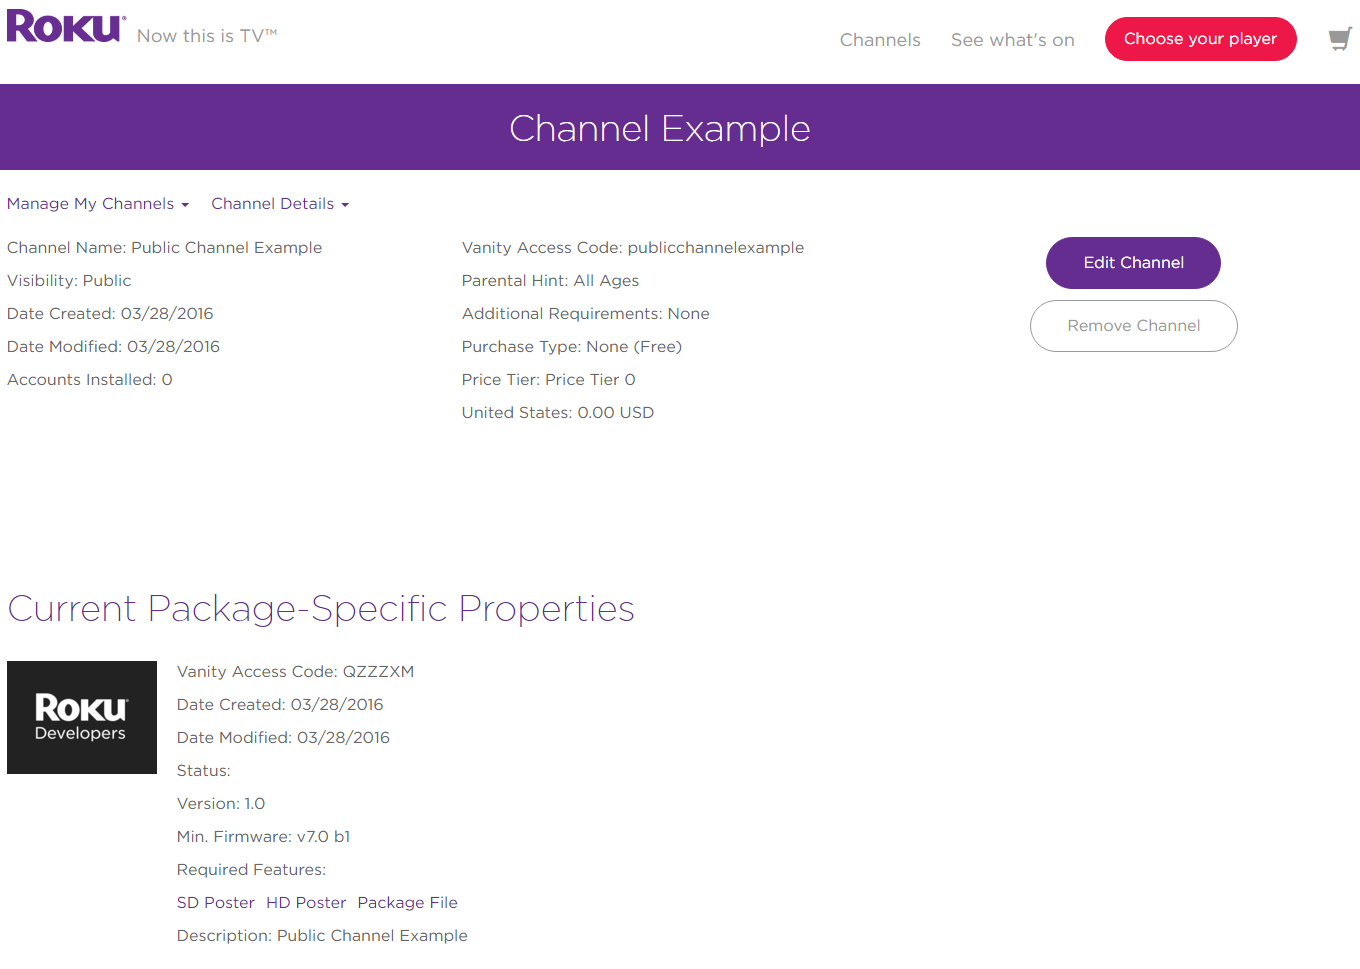 ROKU® Now this is TV™
Channels See what's on Choose your player
Channel Example
Manage My Channels Channel Details
Channel Name: Public Channel Example
Visibility: Public
Date Created: 03/28/2016
Date Modified: 03/28/2016
Accounts Installed: 0
Vanity Access Code: publicchannelexample
Parental Hint: All Ages
Additional Requirements: None
Purchase Type: None (Free)
Price Tier: Price Tier 0
United States: 0.00 USD
Edit Channel
Remove Channel
Current Package-Specific Properties
ROKU®
Developers
Vanity Access Code: QZZZXM
Date Created: 03/28/2016
Date Modified: 03/28/2016
Status:
Version: 1.0
Min. Firmware: v7.0 b1
Required Features:
SD Poster HD Poster Package File
Description: Public Channel Example